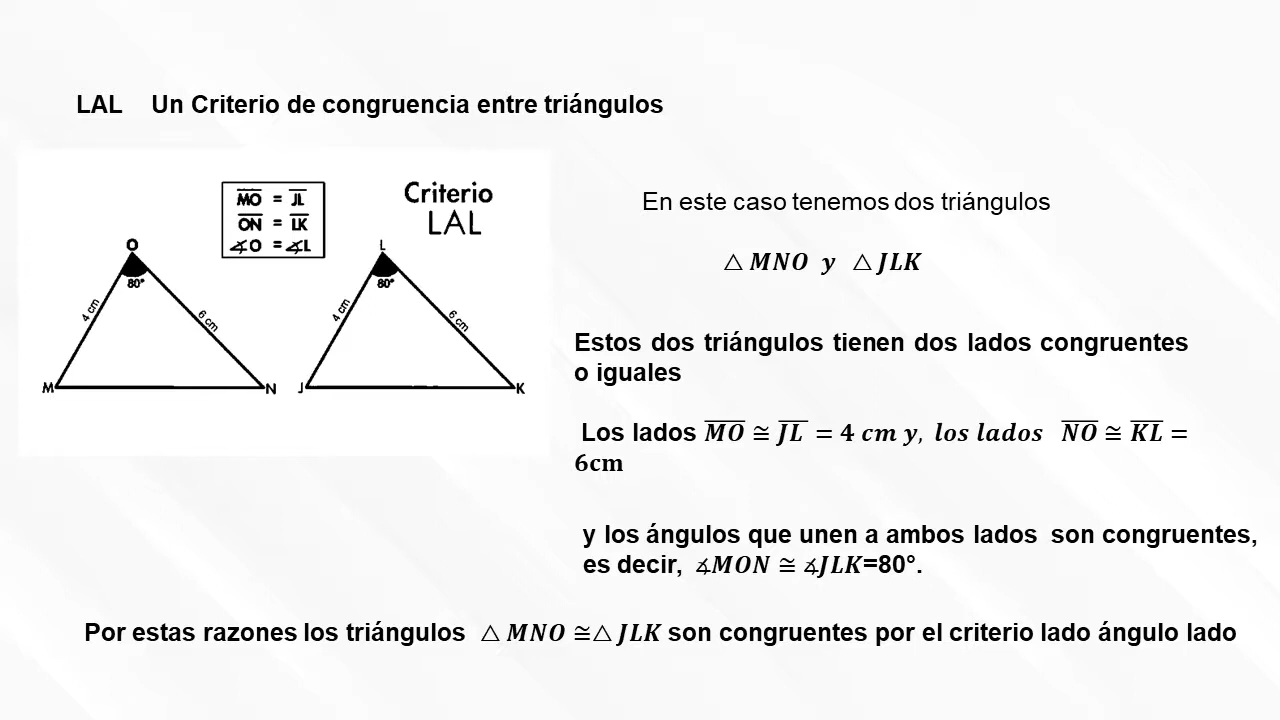 LAL Un Criterio de congruencia entre triángulos
MO̅ = JL̅
ON̅ = LK̅
∡O = ∡L
Criterio
LAL
O
80°
4 cm
6 cm
M
N
L
80°
4 cm
6 cm
J
K
En este caso tenemos dos triángulos
△ MNO y △ JLK
Estos dos triángulos tienen dos lados congruentes
o iguales
Los lados MO̅ ≅ JL̅ = 4 cm y, los lados NO̅ ≅ KL̅ =
6cm
y los ángulos que unen a ambos lados son congruentes,
es decir, ∡MON ≅ ∡JLK=80°.
Por estas razones los triángulos △ MNO ≅△ JLK son congruentes por el criterio lado ángulo lado